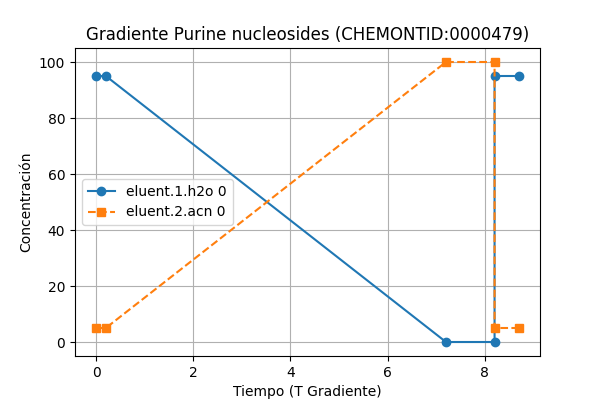 Gradiente Purine nucleosides (CHEMONTID:0000479)
100
80
60
40
20
0
Concentración
eluent.1.h2o 0
eluent.2.acn 0
0 2 4 6 8
Tiempo (T Gradiente)